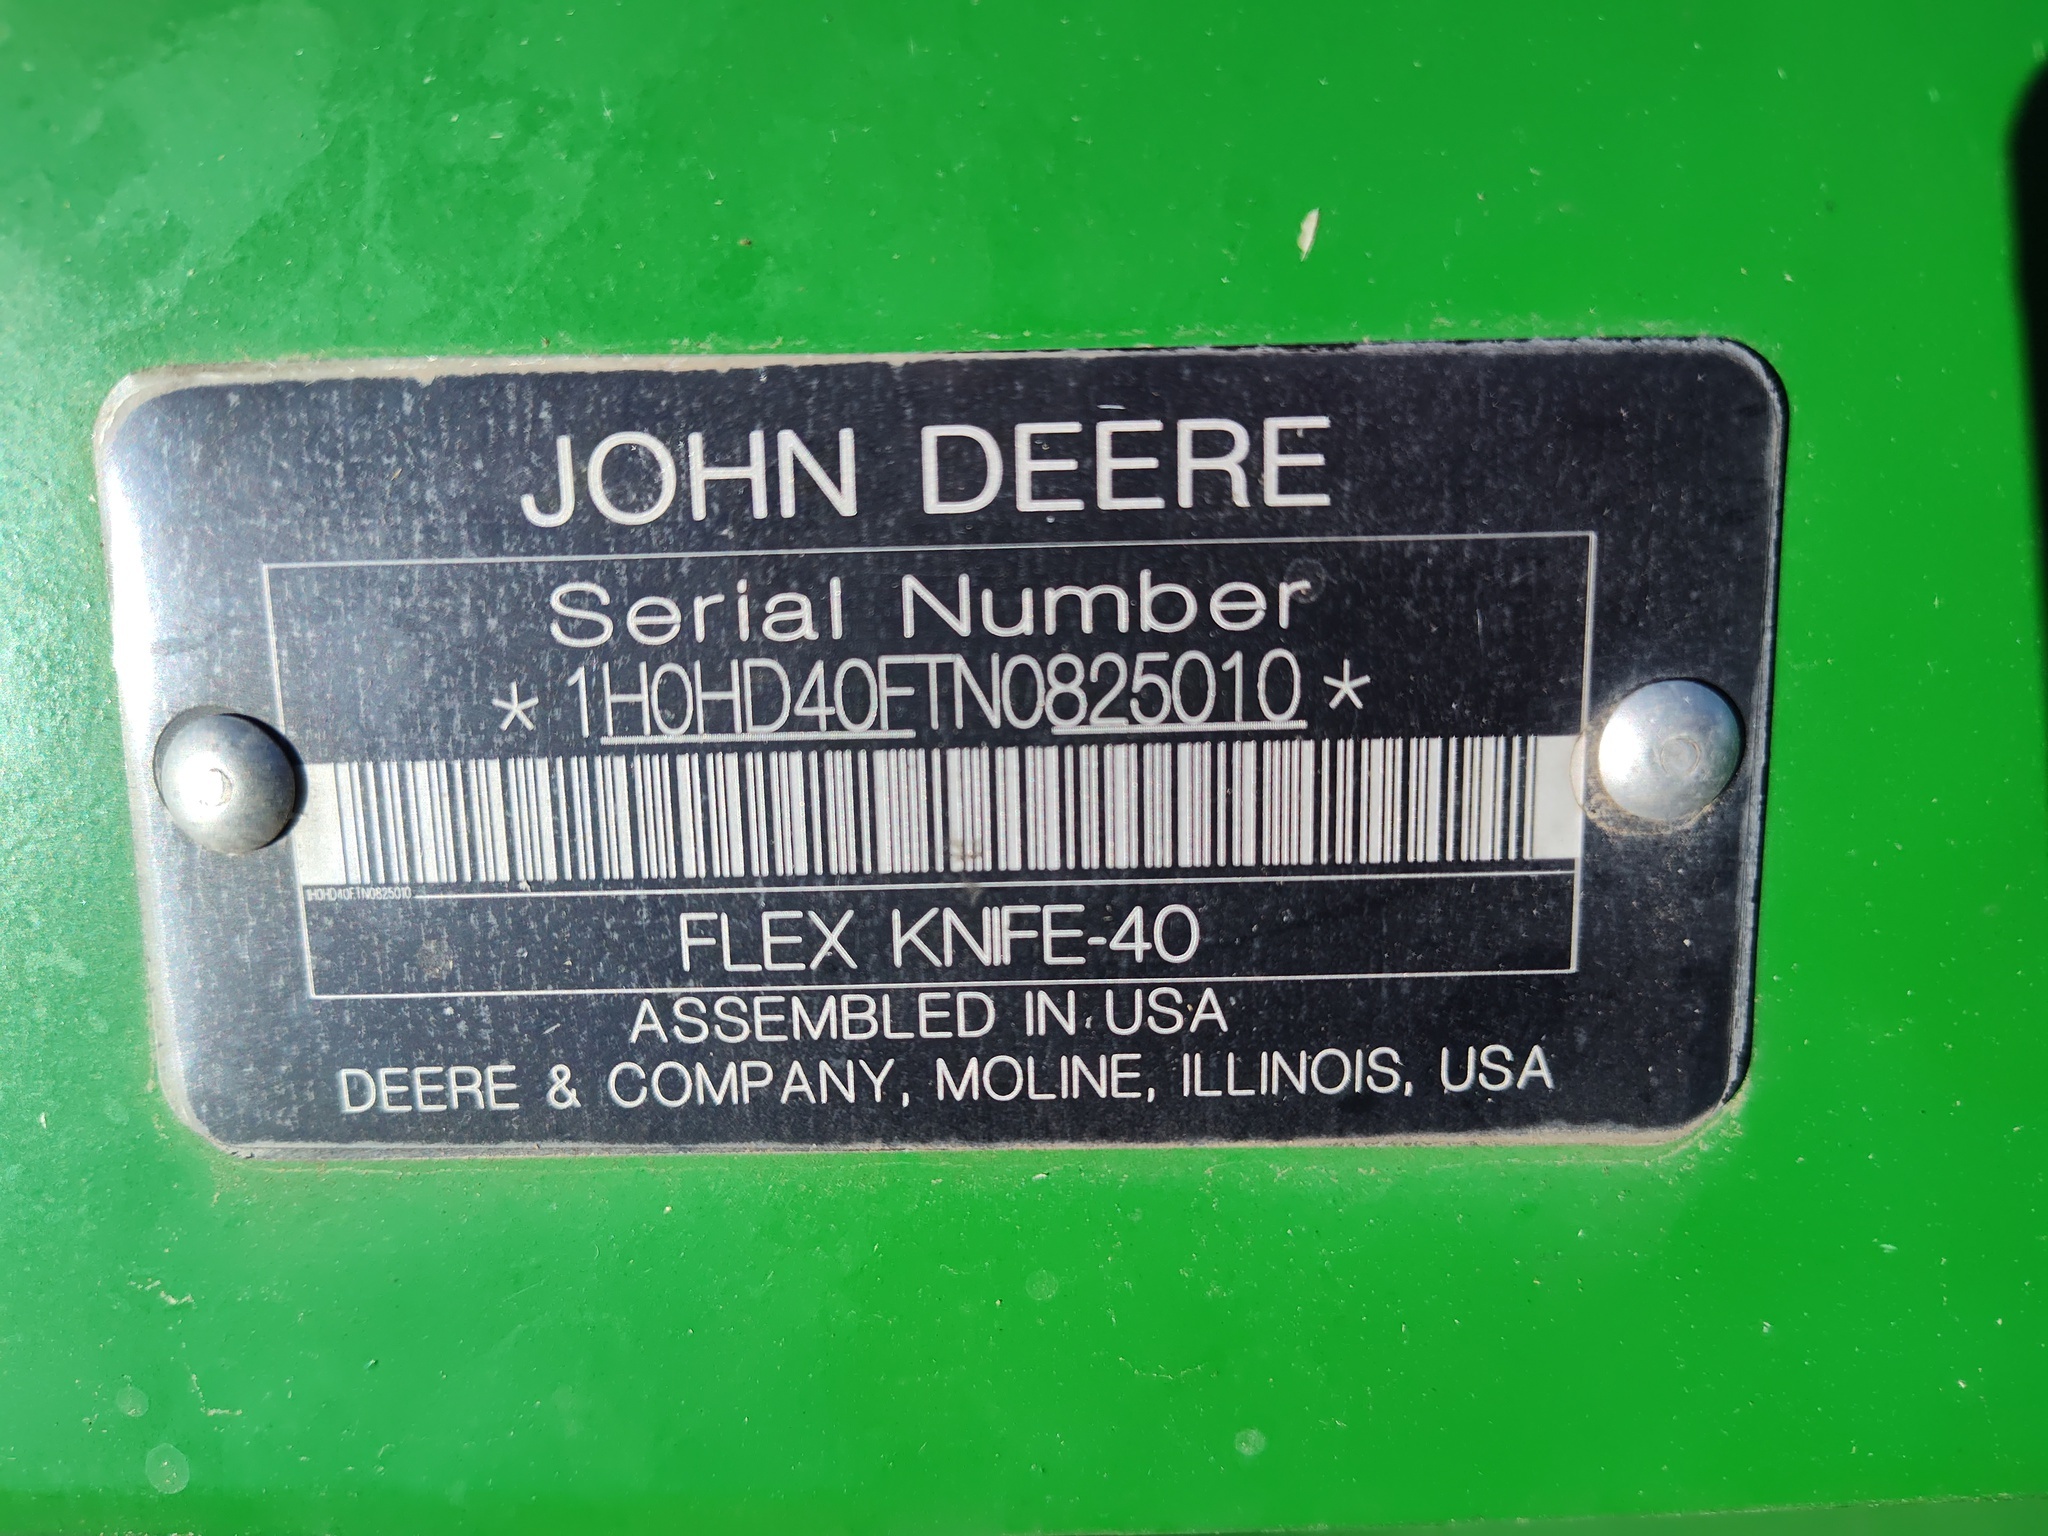 JOHN DEERE
Serial Number
* 1H0HD40FTN0825010 *
1H0HD40FTN0825010
FLEX KNIFE-40
ASSEMBLED IN USA
DEERE & COMPANY, MOLINE, ILLINOIS, USA